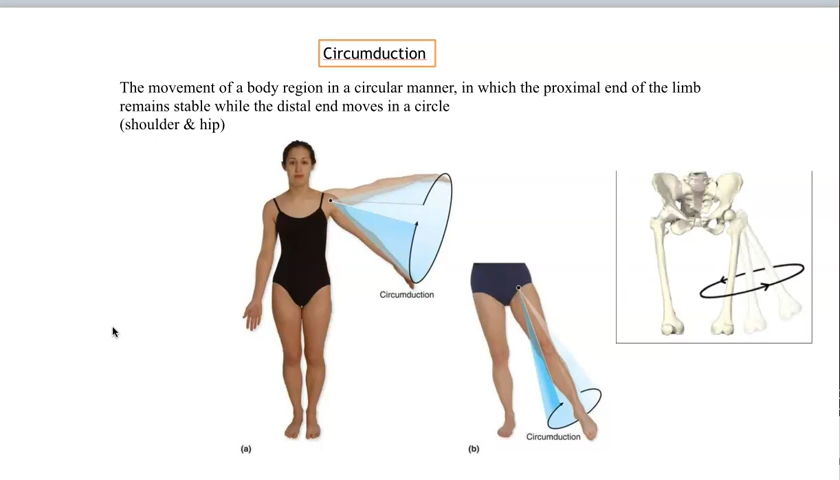 Circumduction
The movement of a body region in a circular manner, in which the proximal end of the limb
remains stable while the distal end moves in a circle
(shoulder & hip)
Circumduction
Circumduction
(a)
(b)